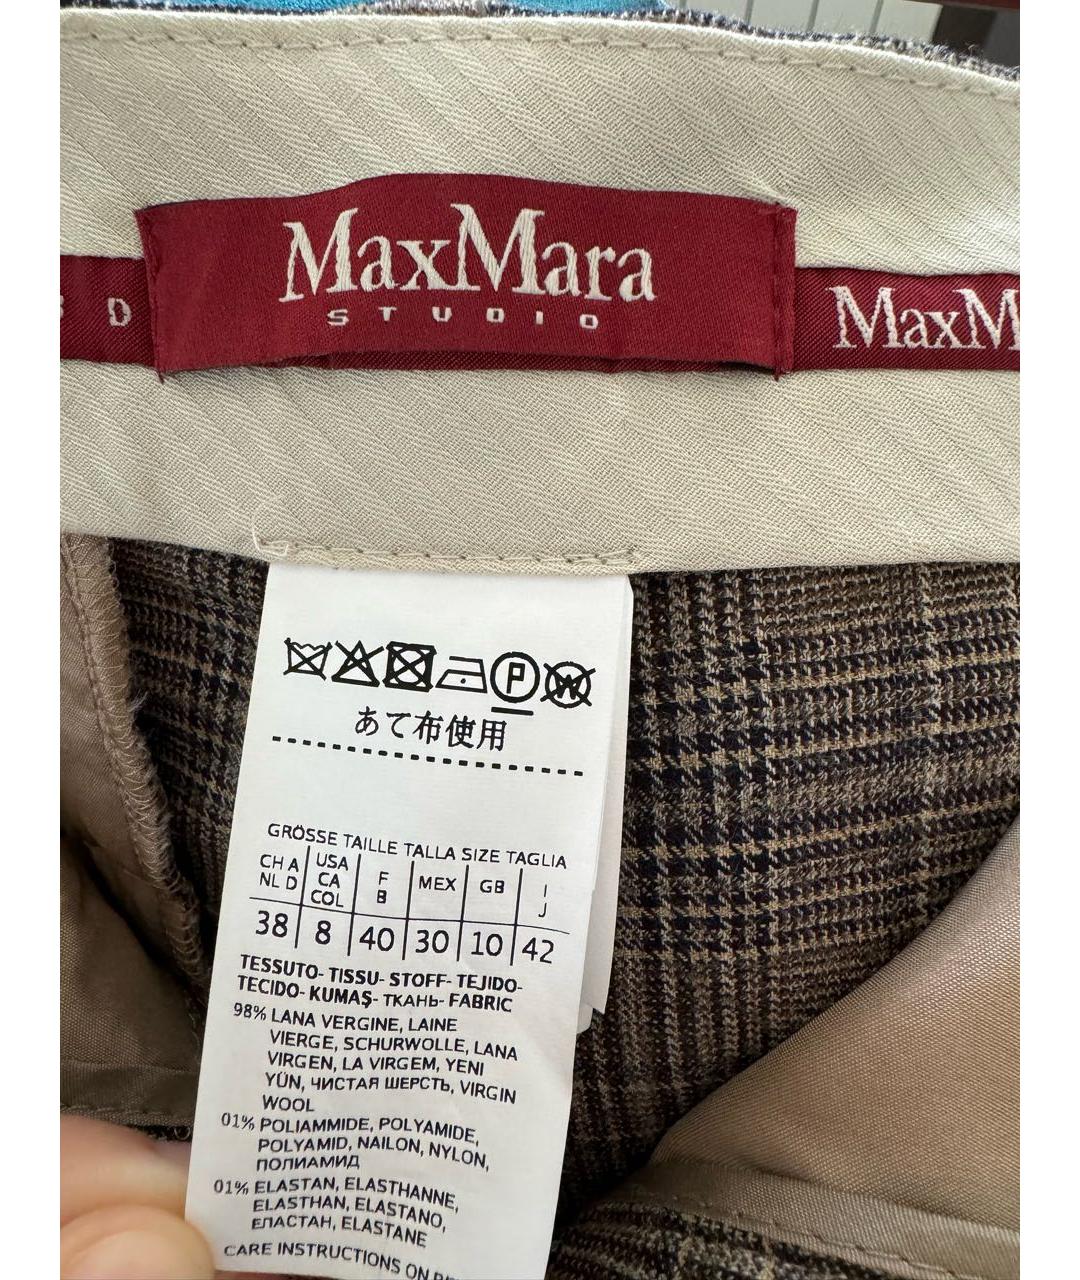 MaxMara
STUDIO
D
MaxM
P
W
あて布使用
GRÖSSE TAILLE TALLA SIZE TAGLIA
CH A NL D | USA CA COL | F B | MEX | GB | I J
38 | 8 | 40 | 30 | 10 | 42
TESSUTO- TISSU- STOFF- TEJIDO-
TECIDO- KUMAŞ- ТКАНЬ- FABRIC
98% LANA VERGINE, LAINE
VIERGE, SCHURWOLLE, LANA
VIRGEN, LA VIRGEM, YENI
YÜN, ЧИСТАЯ ШЕРСТЬ, VIRGIN
WOOL
01% POLIAMMIDE, POLYAMIDE,
POLYAMID, NAILON, NYLON,
ПОЛИАМИД
01% ELASTAN, ELASTHANNE,
ELASTHAN, ELASTANO,
ЕЛАСТАН, ELASTANE
CARE INSTRUCTIONS ON